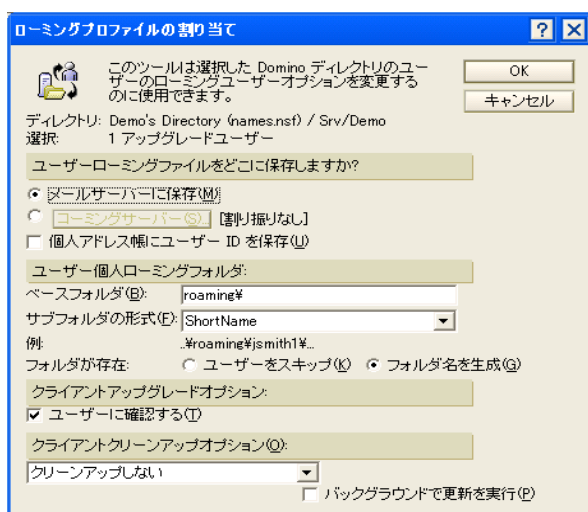 ローミングプロファイルの割り当て
このツールは選択した Domino ディレクトリのユー
ザーのローミングユーザーオプションを変更する
のに使用できます。
OK
キャンセル
ディレクトリ: Demo's Directory (names.nsf) / Srv/Demo
選択: 1 アップグレードユーザー
ユーザーローミングファイルをどこに保存しますか?
メールサーバーに保存(M)
ローミングサーバー(S)... [割り振りなし]
個人アドレス帳にユーザー ID を保存(U)
ユーザー個人ローミングフォルダ:
ベースフォルダ(B): roaming¥
サブフォルダの形式(F): ShortName
例: ..¥roaming¥jsmith1¥...
フォルダが存在: ユーザーをスキップ(K) フォルダ名を生成(G)
クライアントアップグレードオプション:
ユーザーに確認する(T)
クライアントクリーンアップオプション(O):
クリーンアップしない
バックグラウンドで更新を実行(P)